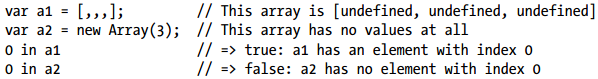 var a1 = [,,,];        // This array is [undefined, undefined, undefined]
var a2 = new Array(3);  // This array has no values at all
0 in a1                // => true: a1 has an element with index 0
0 in a2                // => false: a2 has no element with index 0